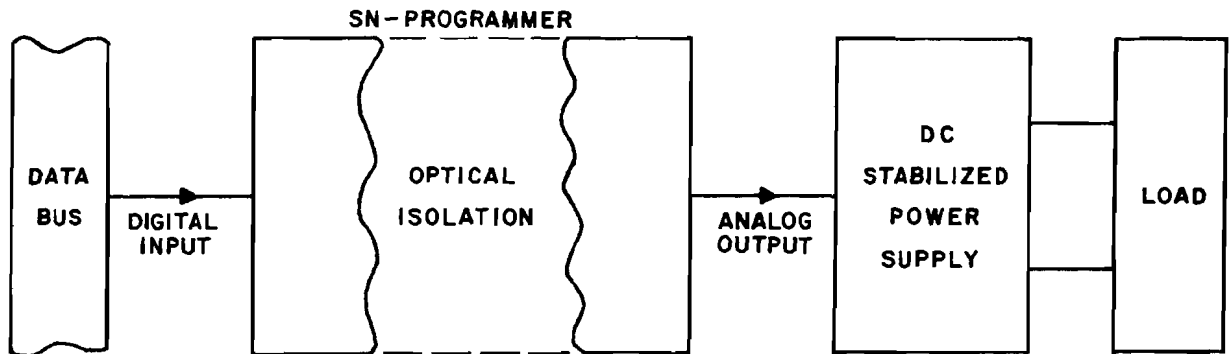 SN-PROGRAMMER
DATA
BUS
DIGITAL
INPUT
OPTICAL
ISOLATION
ANALOG
OUTPUT
DC
STABILIZED
POWER
SUPPLY
LOAD